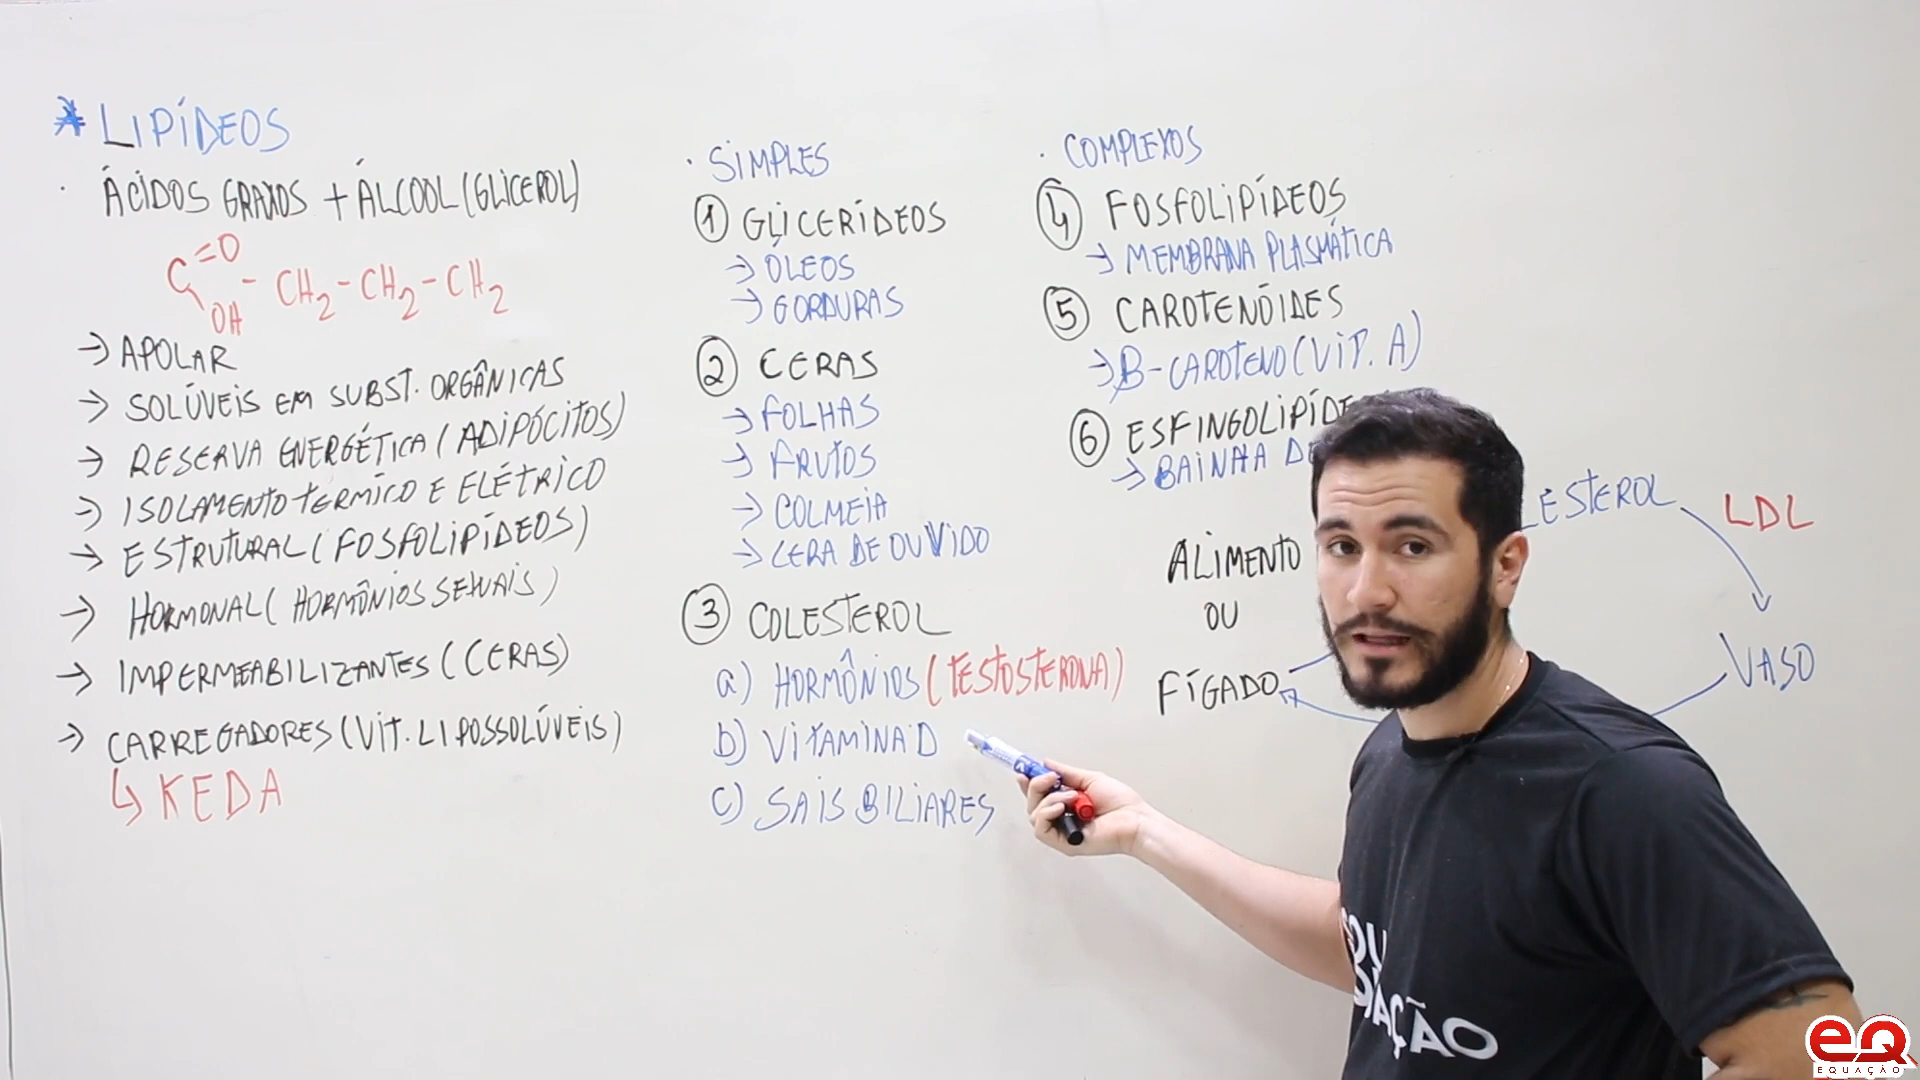 * LIPÍDEOS
· ÁCIDOS GRAXOS + ÁLCOOL (GLICEROL)
C =O OH - CH2 - CH2 - CH2
→ APOLAR
→ SOLÚVEIS EM SUBST. ORGÂNICAS
→ RESERVA ENERGÉTICA (ADIPÓCITOS)
→ ISOLAMENTO TERMICO E ELÉTRICO
→ ESTRUTURAL (FOSFOLIPÍDEOS)
→ HORMONAL (HORMÔNIOS SEXUAIS)
→ IMPERMEABILIZANTES (CERAS)
→ CARREGADORES (VIT. LIPOSSOLÚVEIS)
↳ KEDA
· SIMPLES
1 GLICERÍDEOS
→ ÓLEOS
→ GORDURAS
2 CERAS
→ FOLHAS
→ FRUTOS
→ COLMEIA
→ CERA DE OUVIDO
3 COLESTEROL
a) HORMÔNIOS (TESTOSTERONA)
b) VITAMINA D
c) SAIS BILIARES
· COMPLEXOS
4 FOSFOLIPÍDEOS
→ MEMBRANA PLASMÁTICA
5 CAROTENÓIDES
→ B-CAROTENO (VIT. A)
6 ESFINGOLIPÍDE
→ BAINHA DE
LESTEROL
LDL
ALIMENTO
OU
FÍGADO
VASO
EQUAÇÃO
eQ
EQUAÇÃO